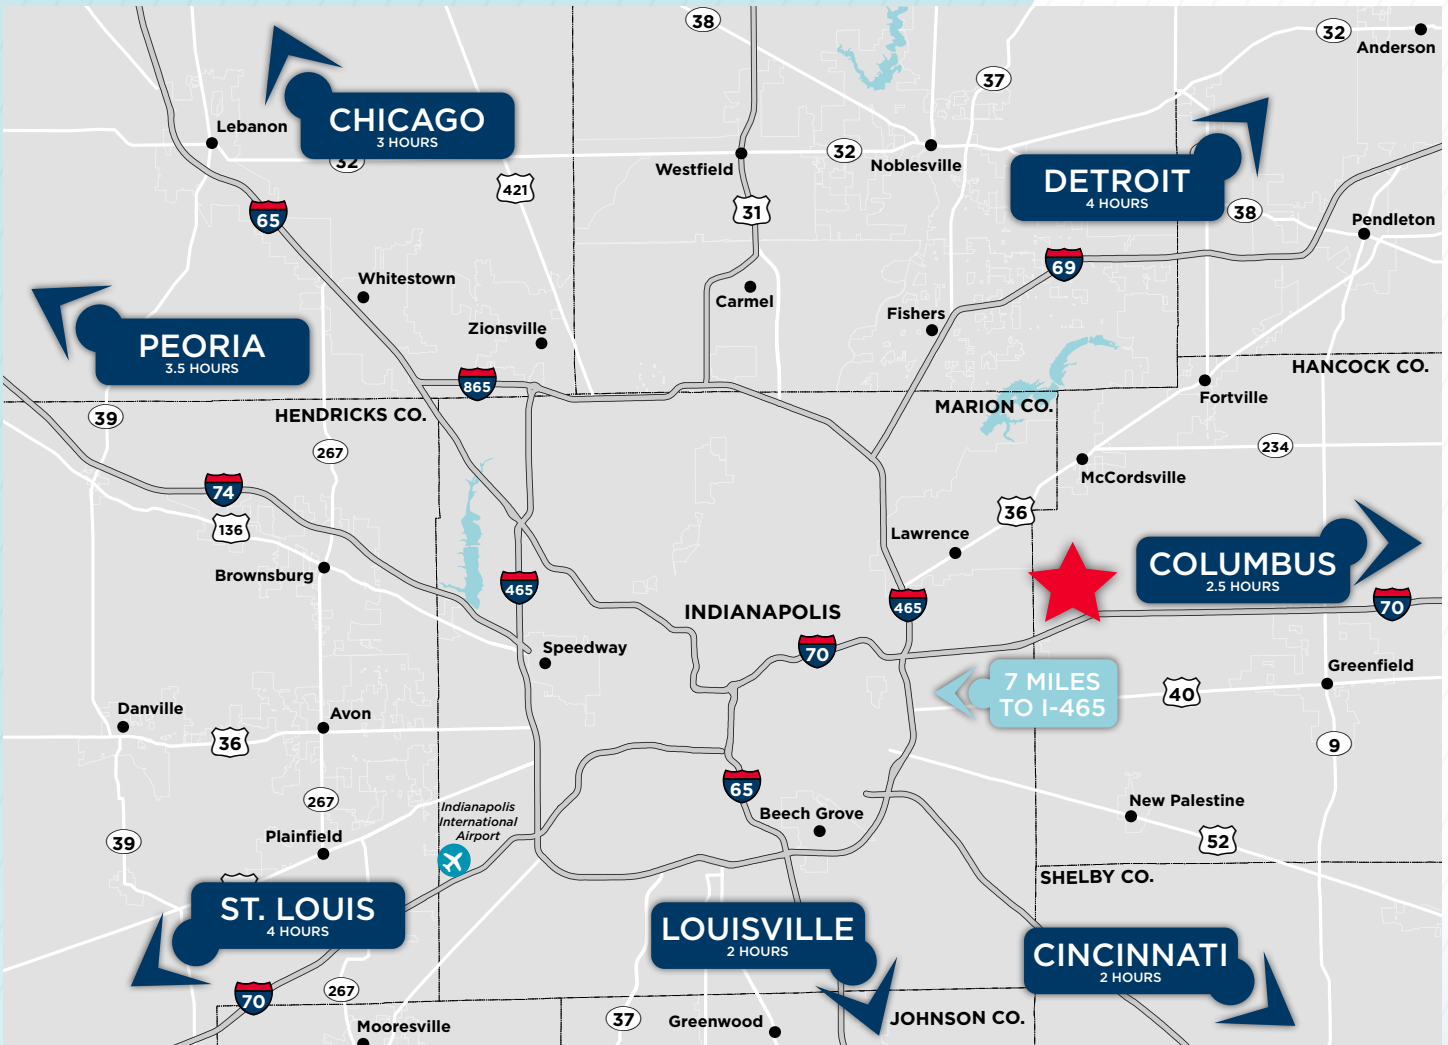 38
32
Anderson
37
Lebanon
CHICAGO
3 HOURS
32
421
Westfield
32
Noblesville
31
DETROIT
4 HOURS
38
Pendleton
65
69
Whitestown
Carmel
Zionsville
Fishers
PEORIA
3.5 HOURS
865
HANCOCK CO.
Fortville
39
HENDRICKS CO.
MARION CO.
267
234
McCordsville
74
136
36
Lawrence
Brownsburg
465
465
COLUMBUS
2.5 HOURS
70
INDIANAPOLIS
70
Speedway
Greenfield
7 MILES
TO I-465
40
Danville
Avon
36
9
65
267
Indianapolis
International
Airport
Beech Grove
New Palestine
39
Plainfield
52
SHELBY CO.
ST. LOUIS
4 HOURS
LOUISVILLE
2 HOURS
CINCINNATI
2 HOURS
70
267
37
Greenwood
JOHNSON CO.
Mooresville